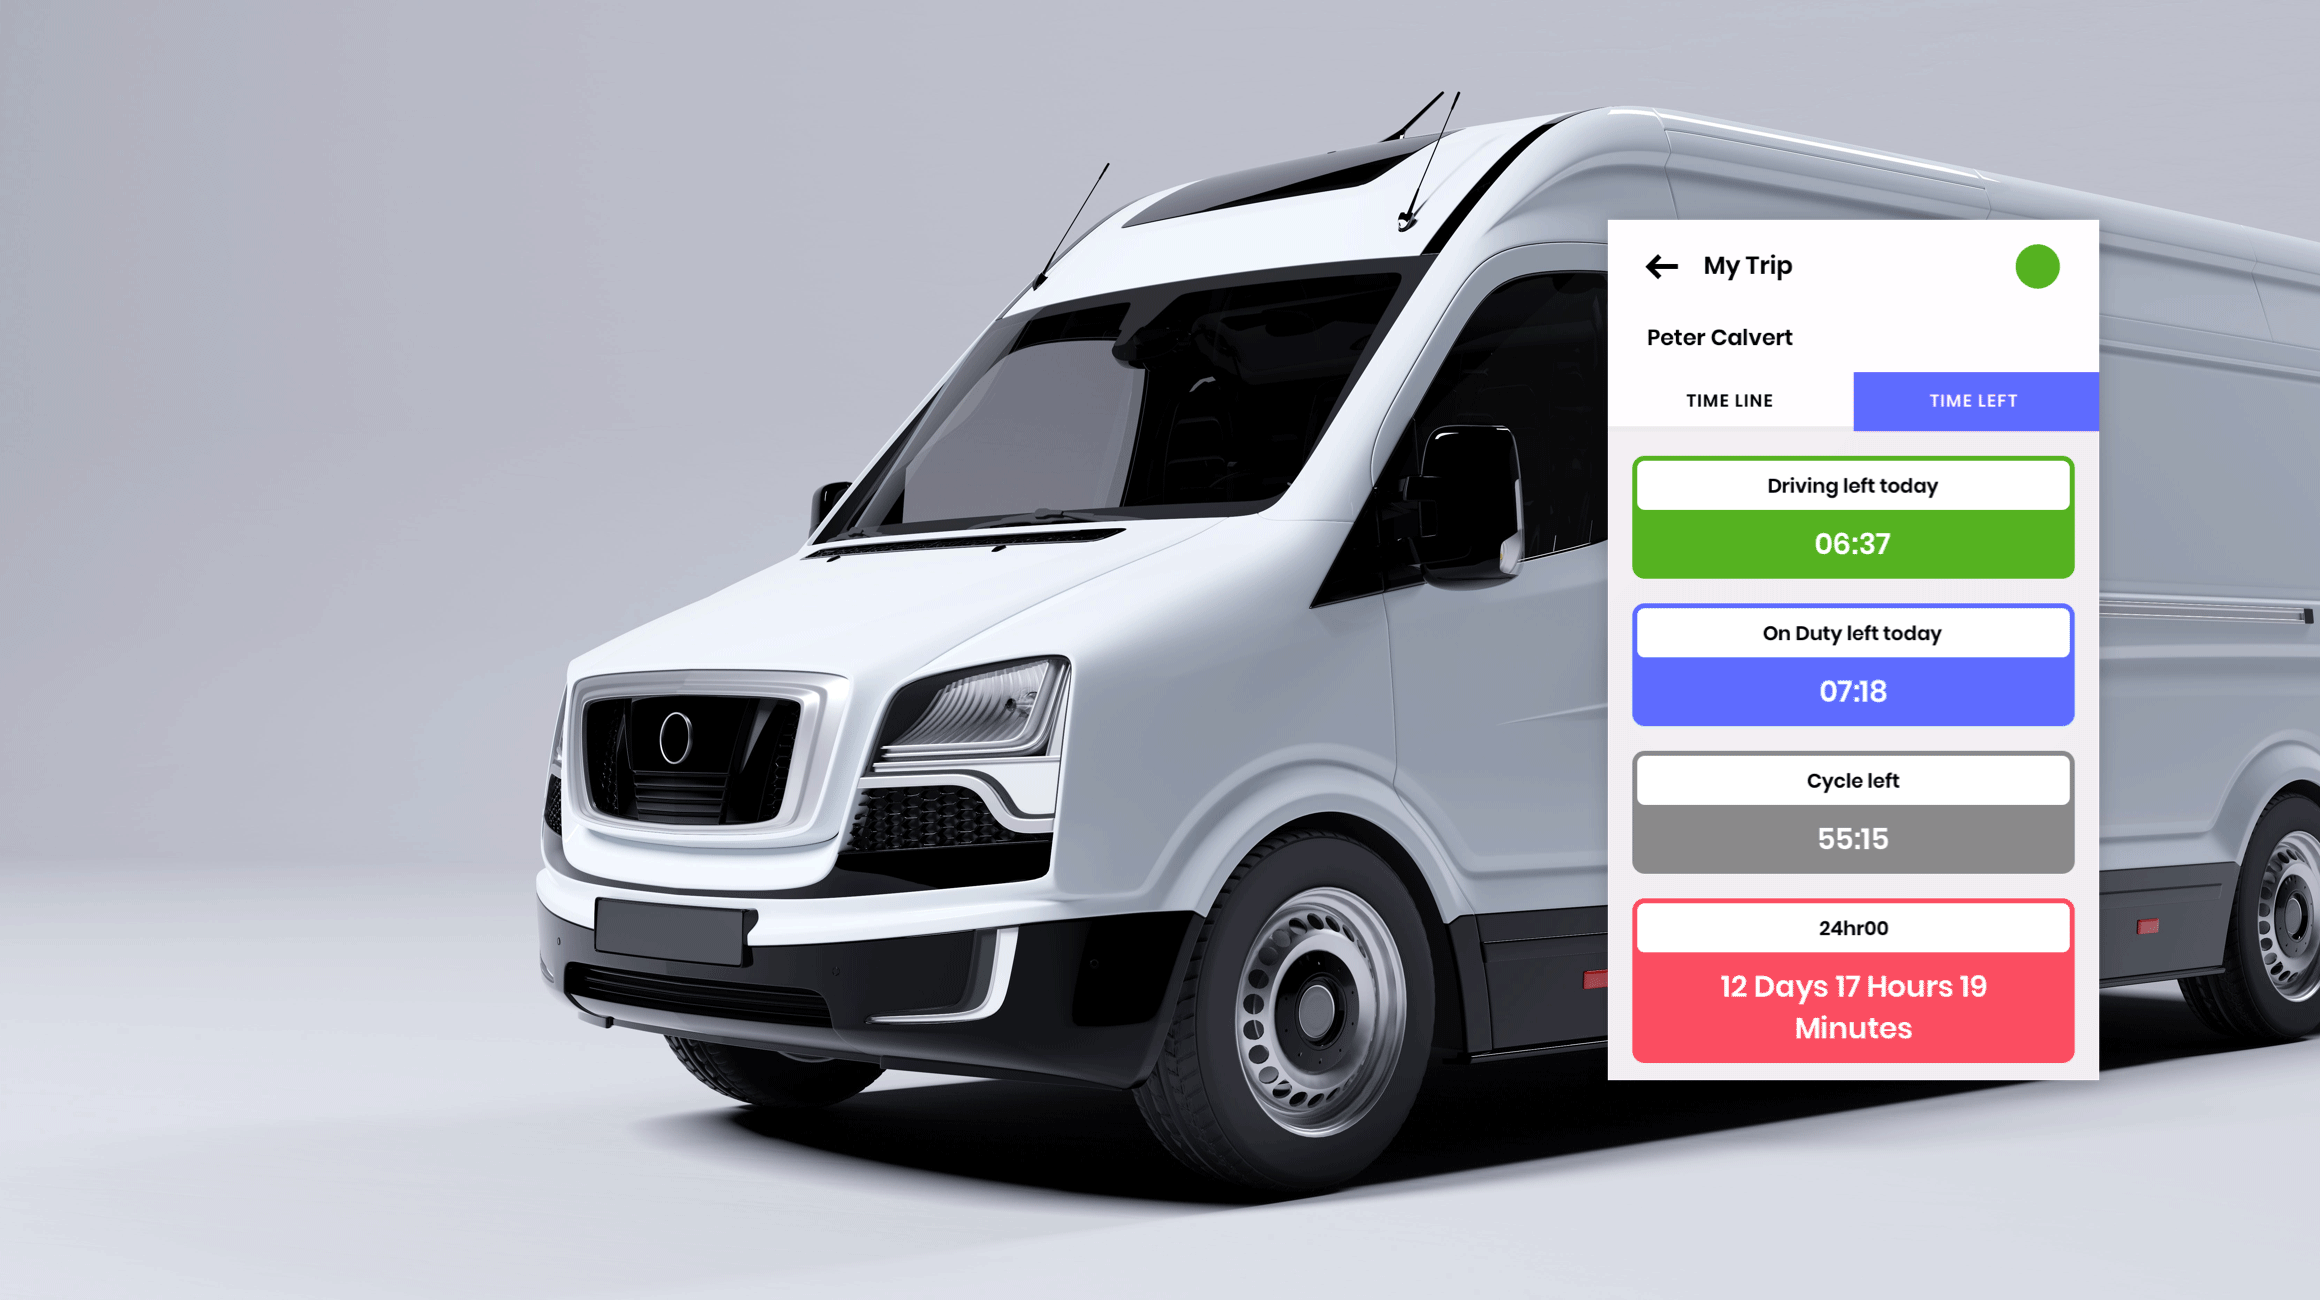 My Trip
Peter Calvert
TIME LINE
TIME LEFT
Driving left today
06:37
On Duty left today
07:18
Cycle left
55:15
24hr00
12 Days 17 Hours 19
Minutes